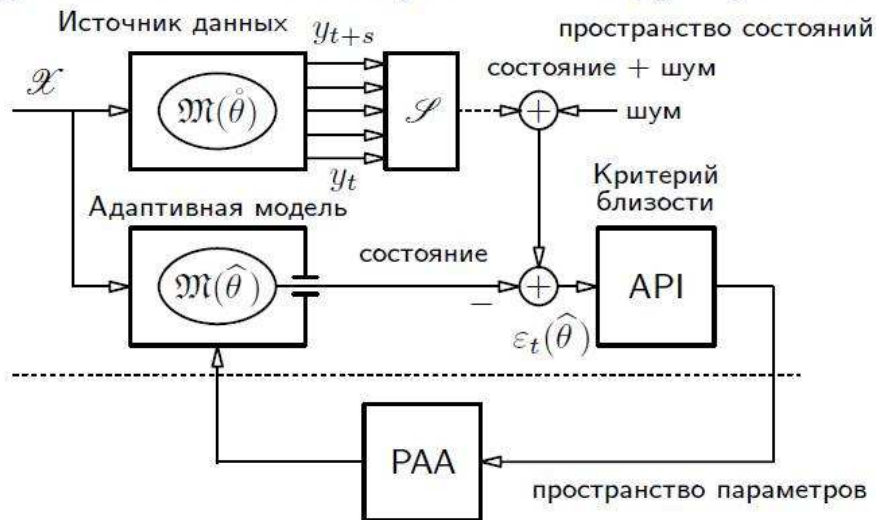 Источник данных
y_{t+s}
пространство состояний
состояние + шум
𝒳
𝔐(θ̊)
𝒮
+
шум
y_t
Критерий
близости
Адаптивная модель
состояние
𝔐(θ̂)
−
+
API
ε_t(θ̂)
PAA
пространство параметров